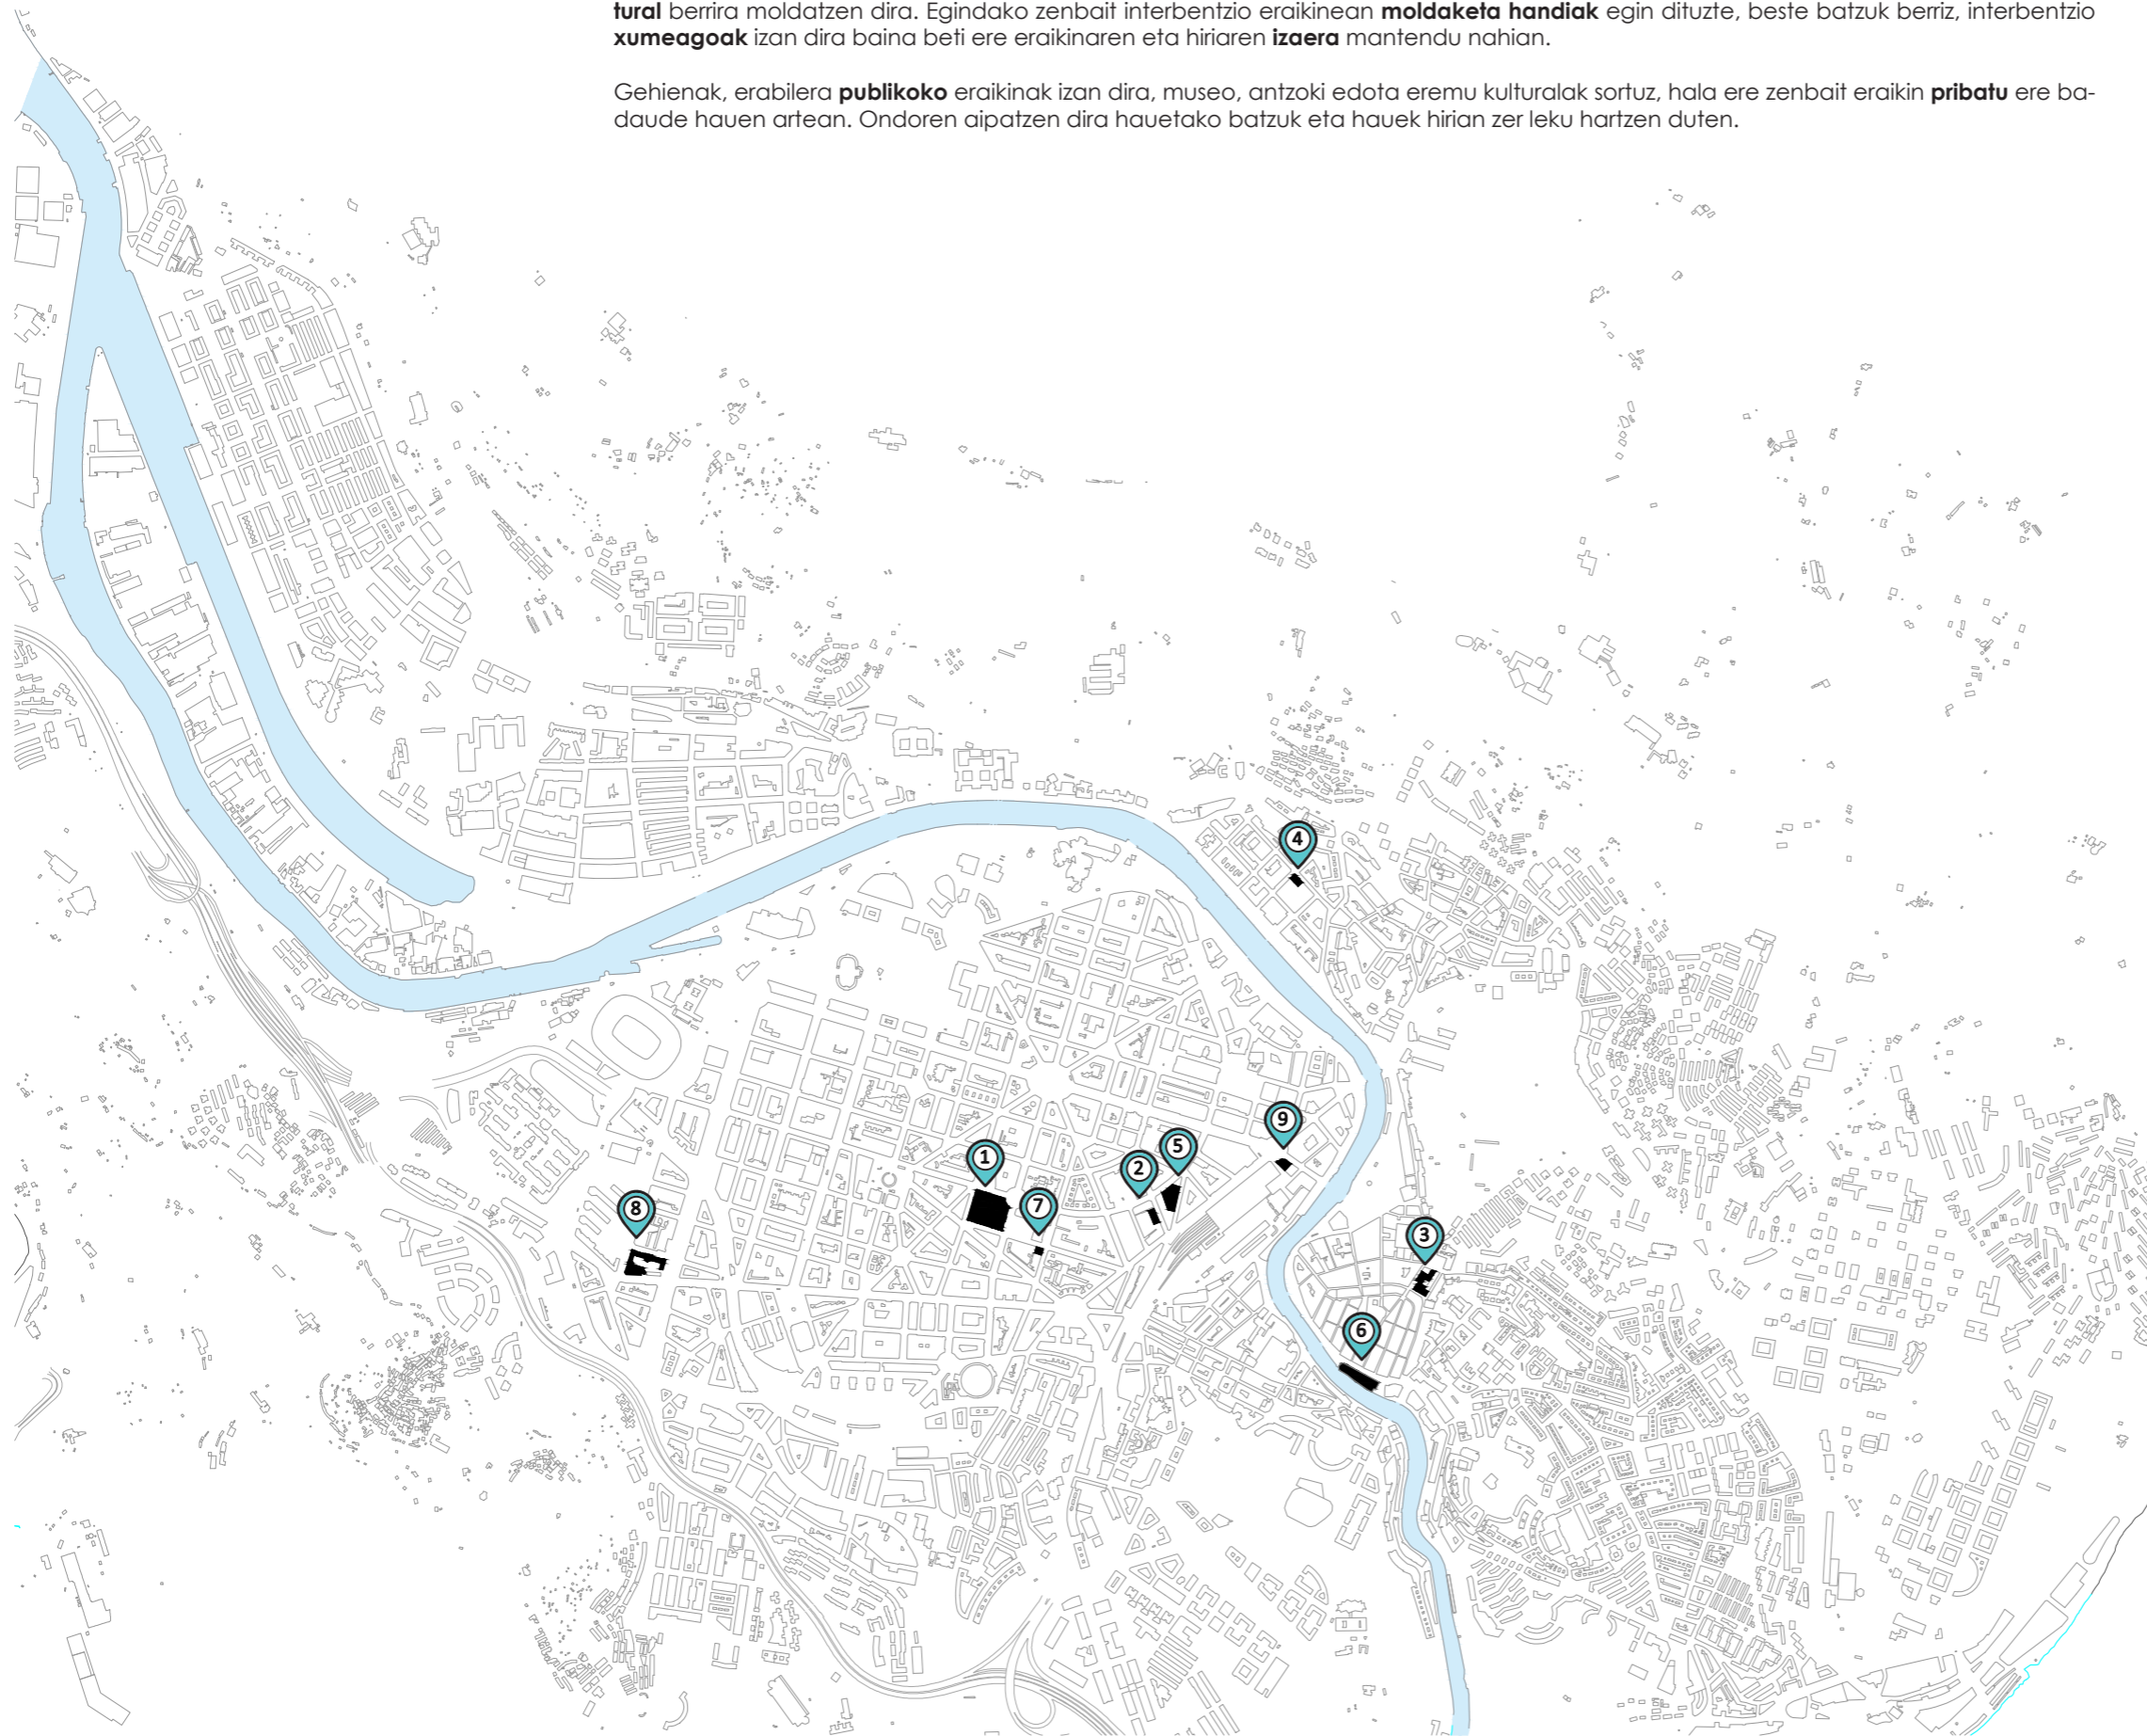 tural berrira moldatzen dira. Egindako zenbait interbentzio eraikinean moldaketa handiak egin dituzte, beste batzuk berriz, interbentzio
xumeagoak izan dira baina beti ere eraikinaren eta hiriaren izaera mantendu nahian.
Gehienak, erabilera publikoko eraikinak izan dira, museo, antzoki edota eremu kulturalak sortuz, hala ere zenbait eraikin pribatu ere ba-
daude hauen artean. Ondoren aipatzen dira hauetako batzuk eta hauek hirian zer leku hartzen duten.
4
9
5
1
2
7
8
3
6